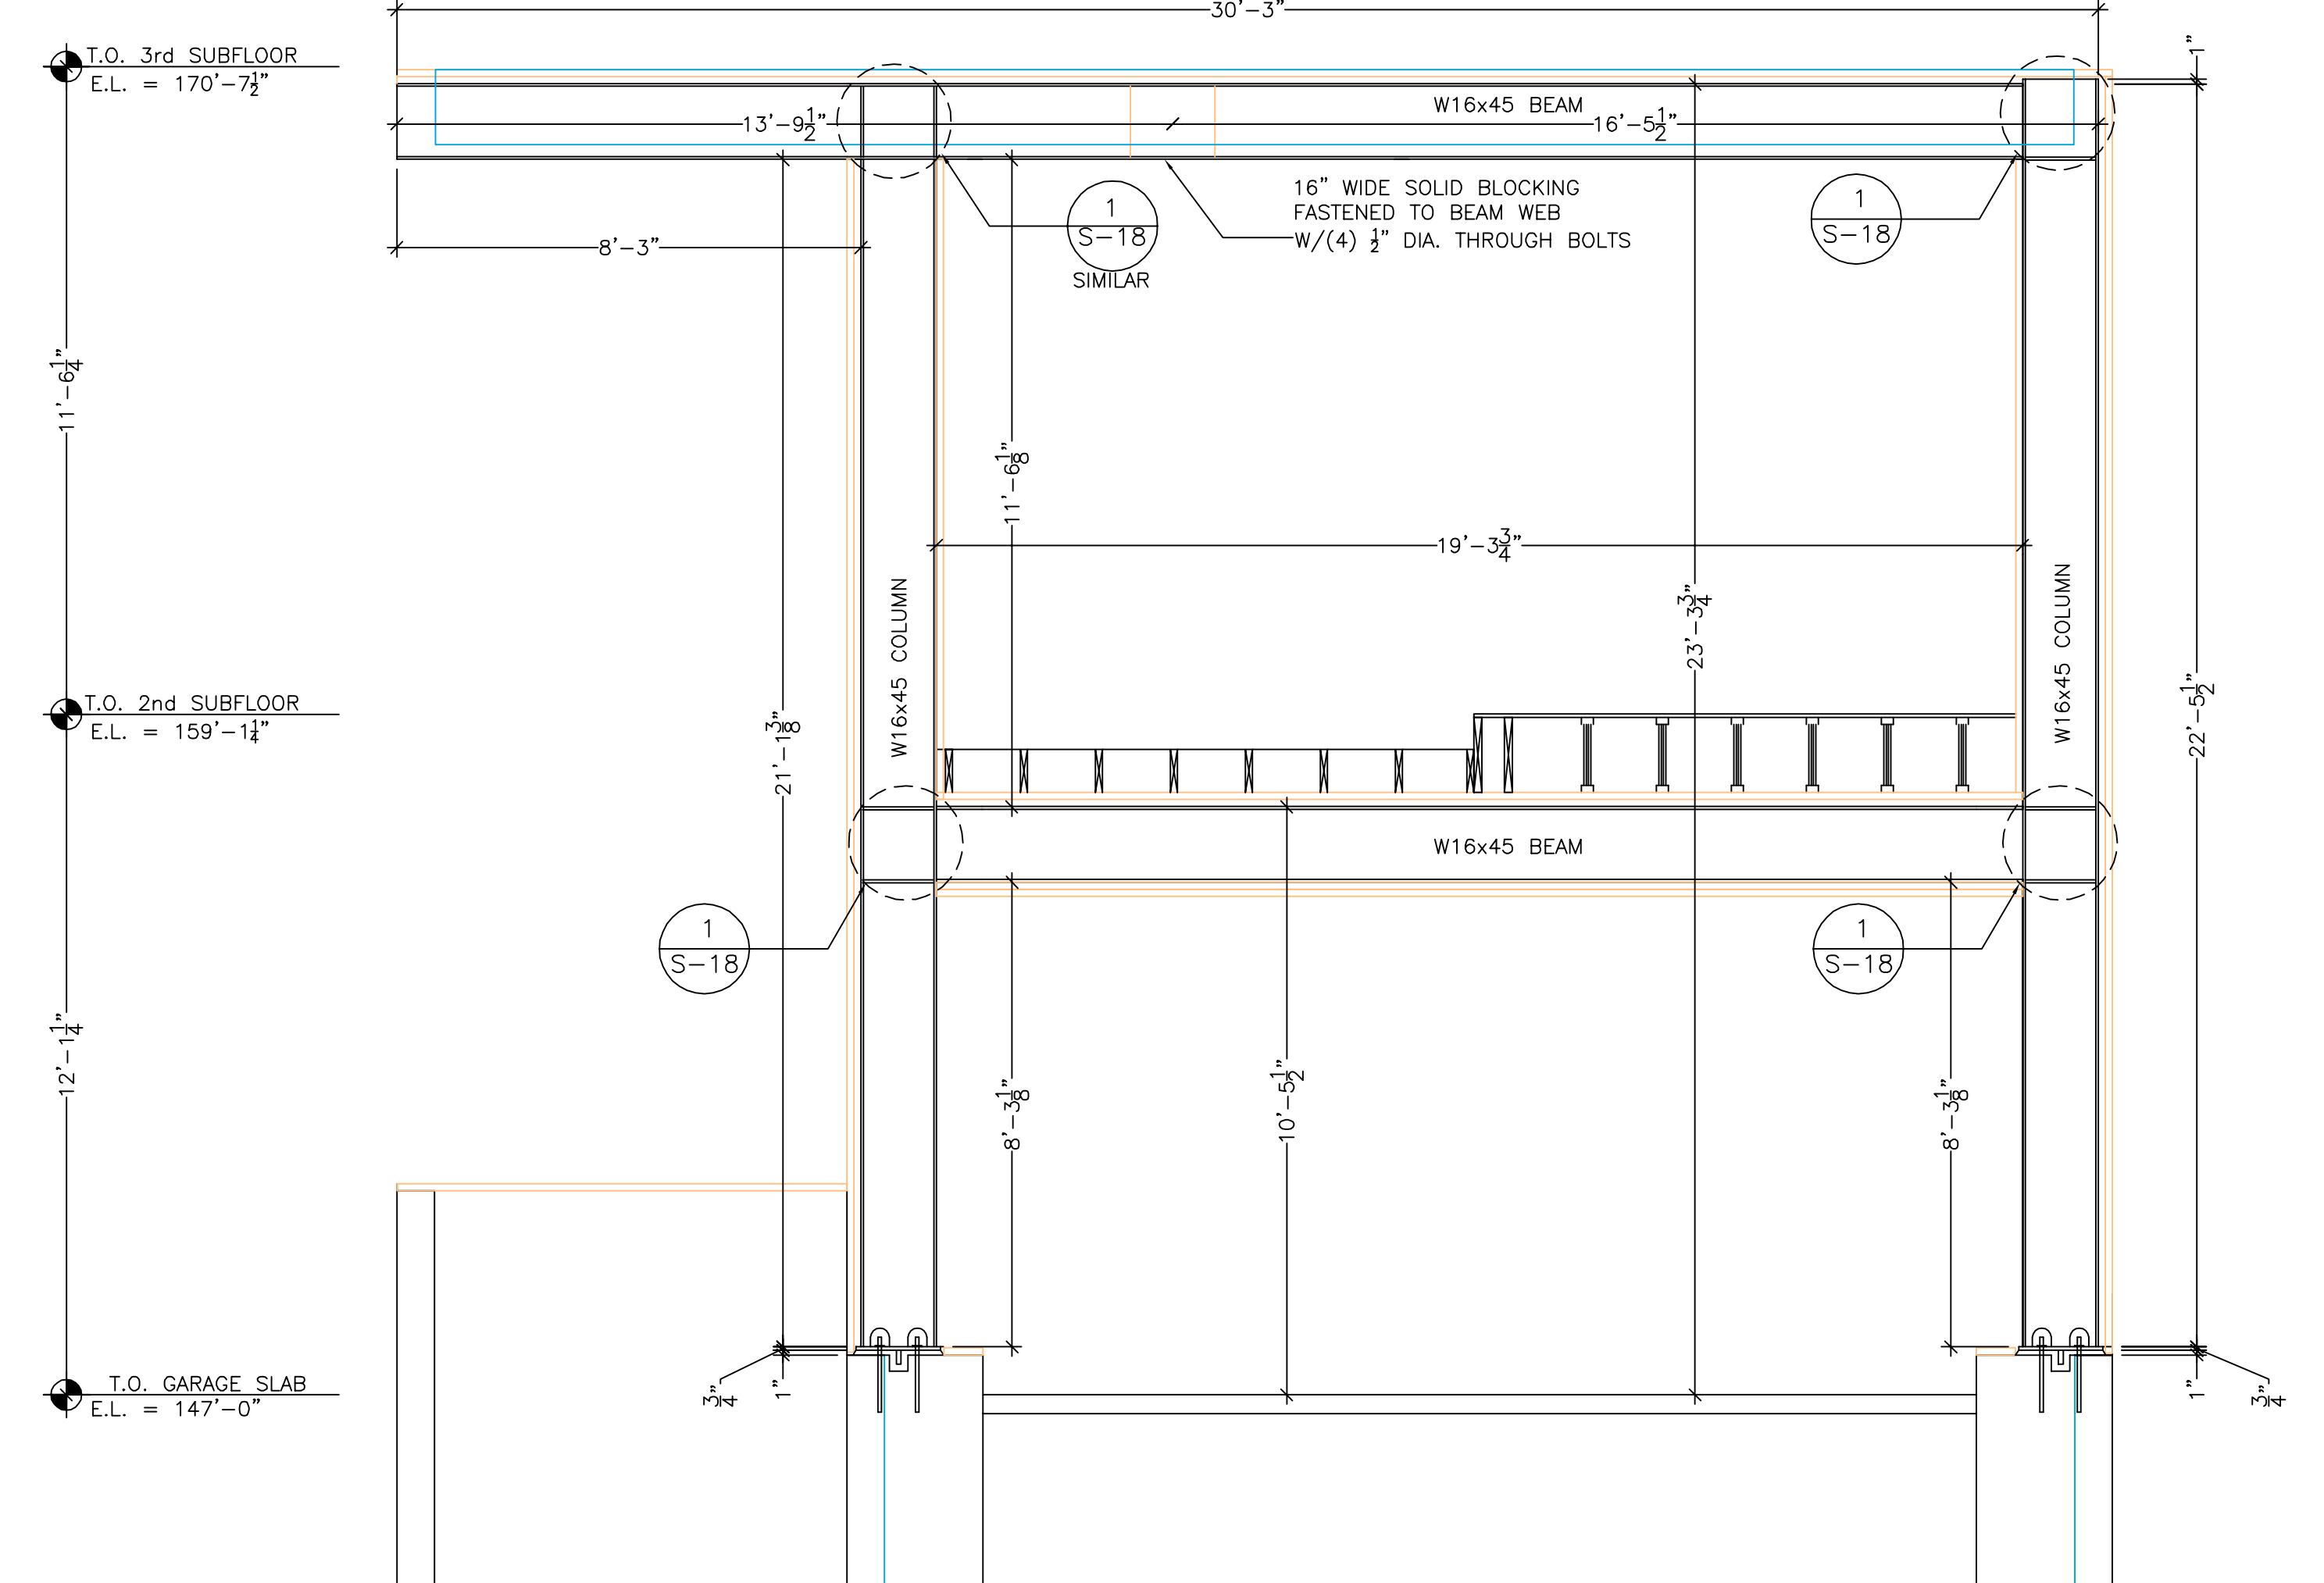 30'-3"
T.O. 3rd SUBFLOOR
E.L. = 170'-7½"
1"
W16x45 BEAM
13'-9½"
16'-5½"
16" WIDE SOLID BLOCKING
FASTENED TO BEAM WEB
W/(4) ½" DIA. THROUGH BOLTS
1
S-18
SIMILAR
1
S-18
8'-3"
11'-6¼"
11'-6⅛"
19'-3¾"
23'-3¾"
W16x45 COLUMN
W16x45 COLUMN
T.O. 2nd SUBFLOOR
E.L. = 159'-1¼"
21'-1⅜"
22'-5½"
W16x45 BEAM
1
S-18
1
S-18
12'-1¼"
8'-3⅛"
10'-5½"
8'-3⅛"
T.O. GARAGE SLAB
E.L. = 147'-0"
¾"
1"
1"
¾"